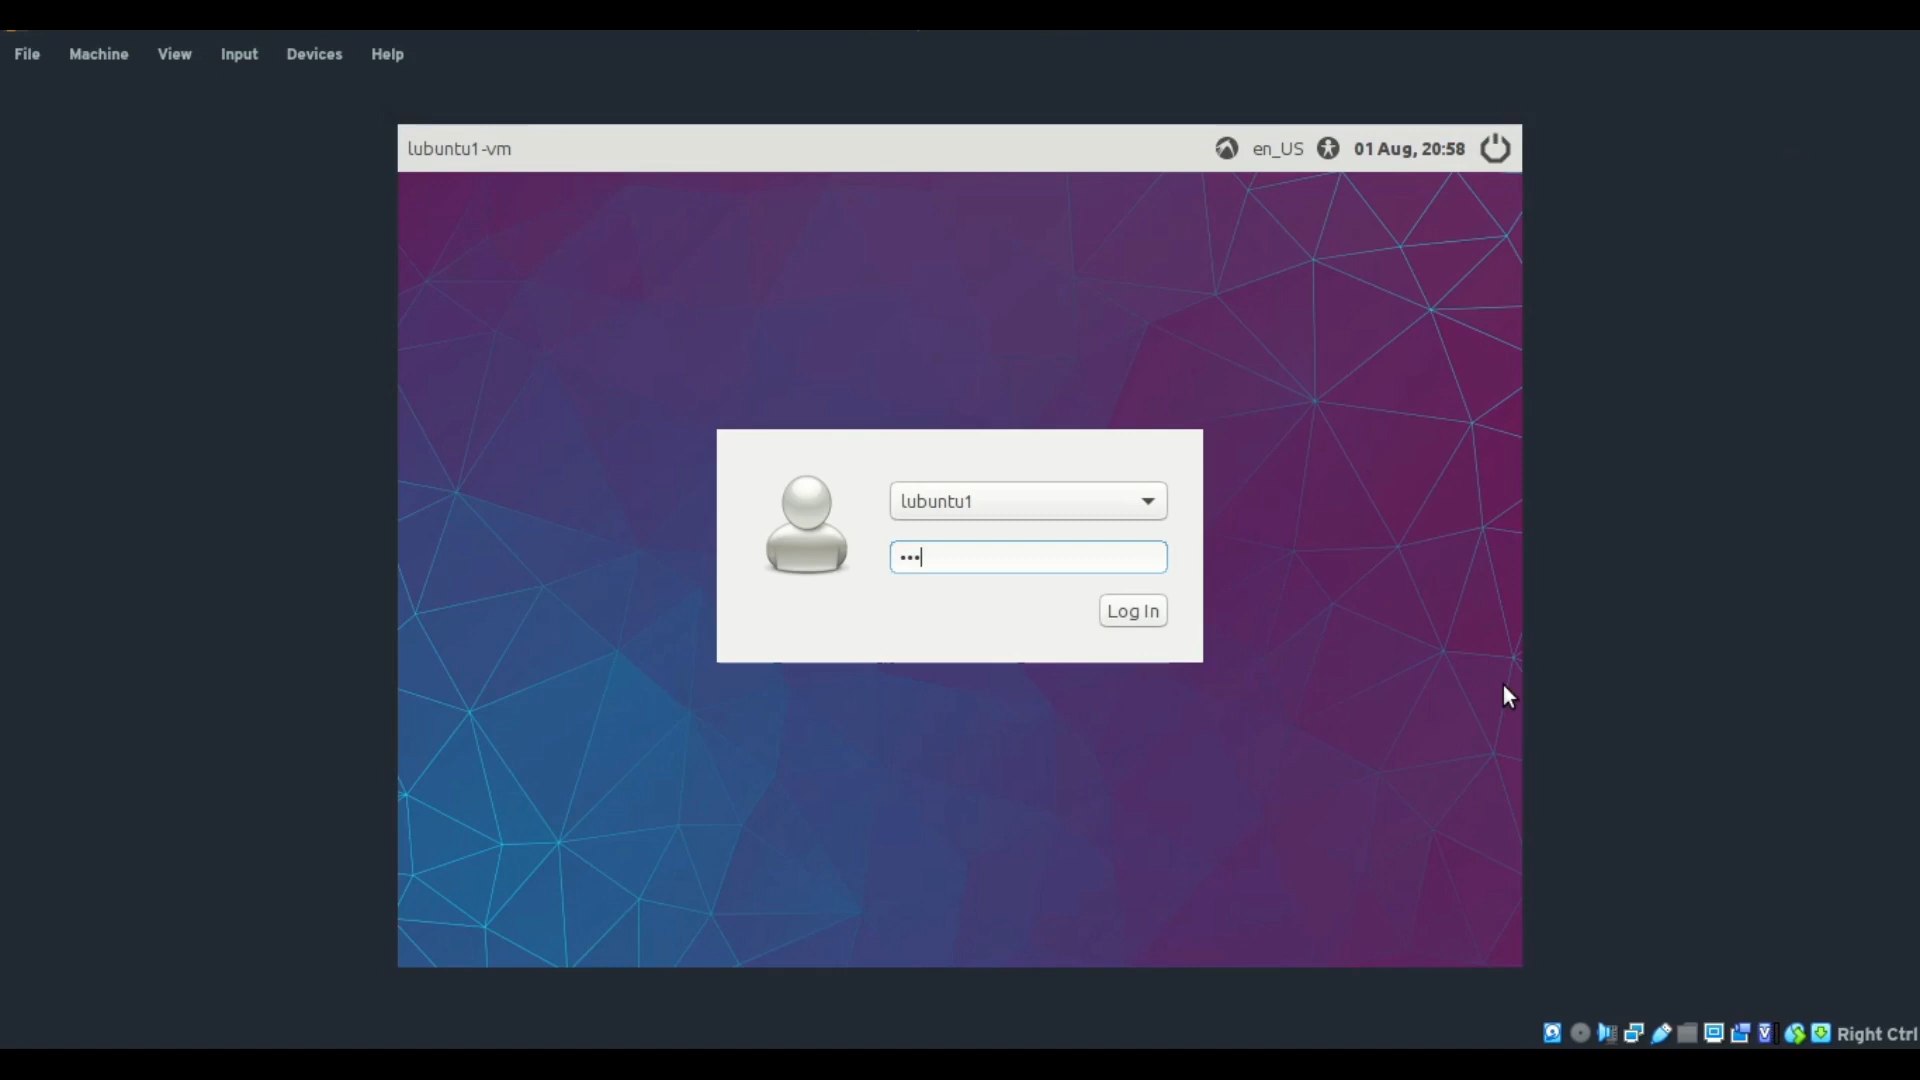 File Machine View Input Devices Help
lubuntu1-vm en_US 01 Aug, 20:58
lubuntu1
•••
Log In
V Right Ctrl